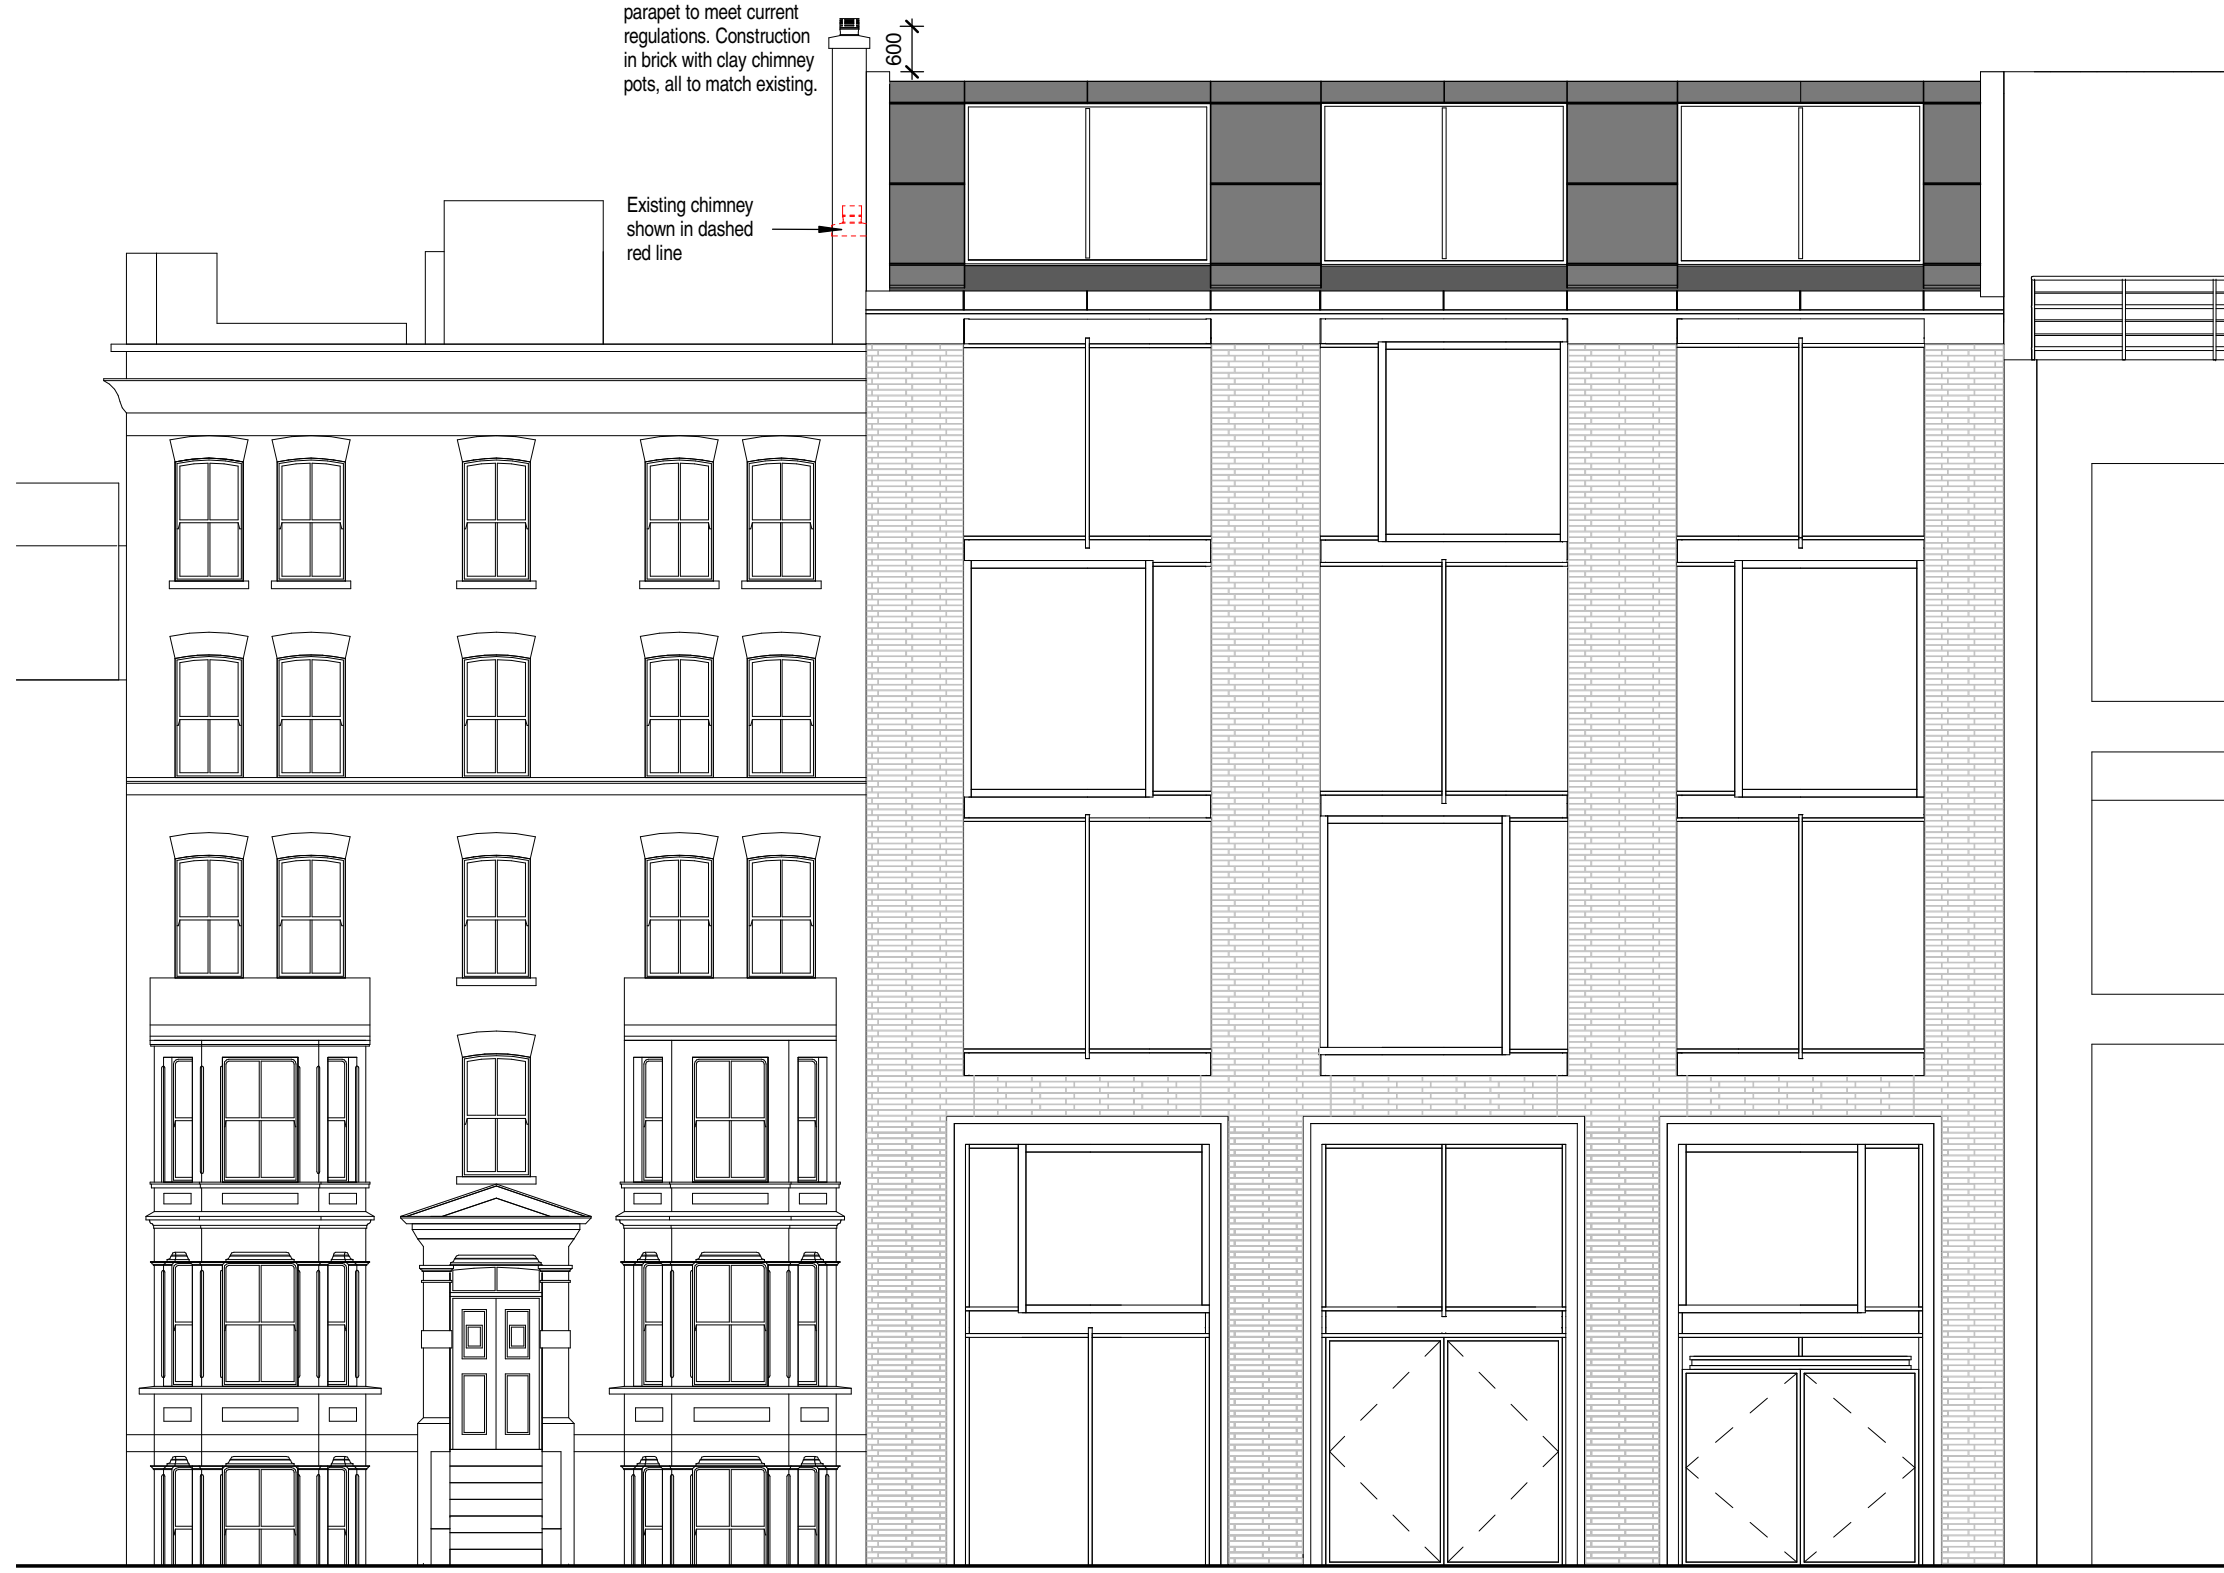 parapet to meet current
regulations. Construction
in brick with clay chimney
pots, all to match existing.
600
Existing chimney
shown in dashed
red line